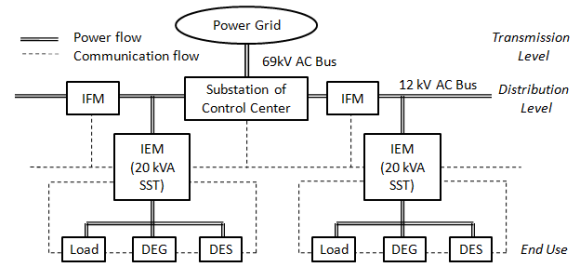 Power Grid
Power flow
Communication flow
Transmission
Level
69kV AC Bus
IFM
Substation of
Control Center
IFM
12 kV AC Bus
Distribution
Level
IEM
(20 kVA
SST)
IEM
(20 kVA
SST)
Load
DEG
DES
Load
DEG
DES
End Use